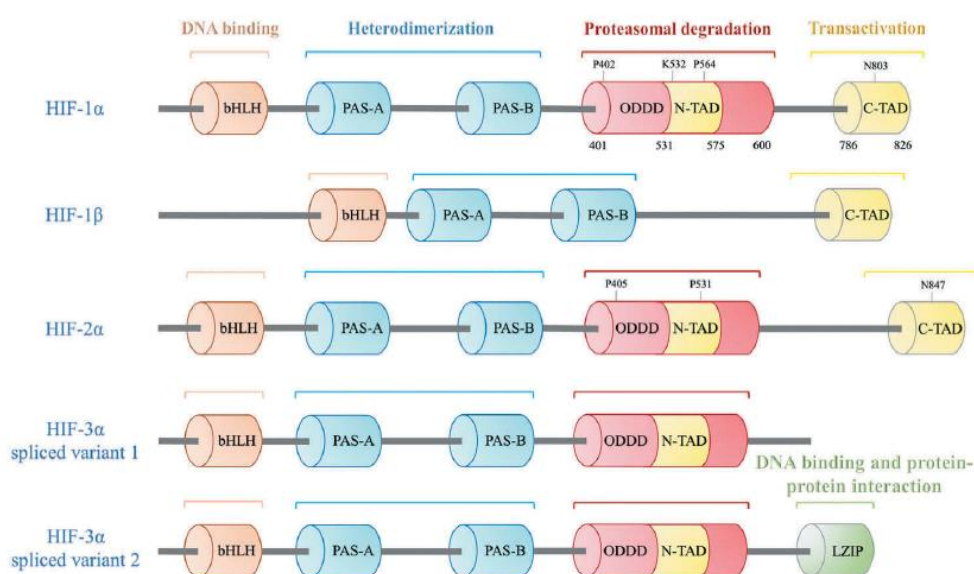 DNA binding Heterodimerization Proteasomal degradation Transactivation
P402 K532 P564 N803
HIF-1α bHLH PAS-A PAS-B ODDD N-TAD C-TAD
401 531 575 600 786 826
HIF-1β bHLH PAS-A PAS-B C-TAD
P405 P531 N847
HIF-2α bHLH PAS-A PAS-B ODDD N-TAD C-TAD
HIF-3α
spliced variant 1
bHLH PAS-A PAS-B ODDD N-TAD
DNA binding and protein-
protein interaction
HIF-3α
spliced variant 2
bHLH PAS-A PAS-B ODDD N-TAD LZIP